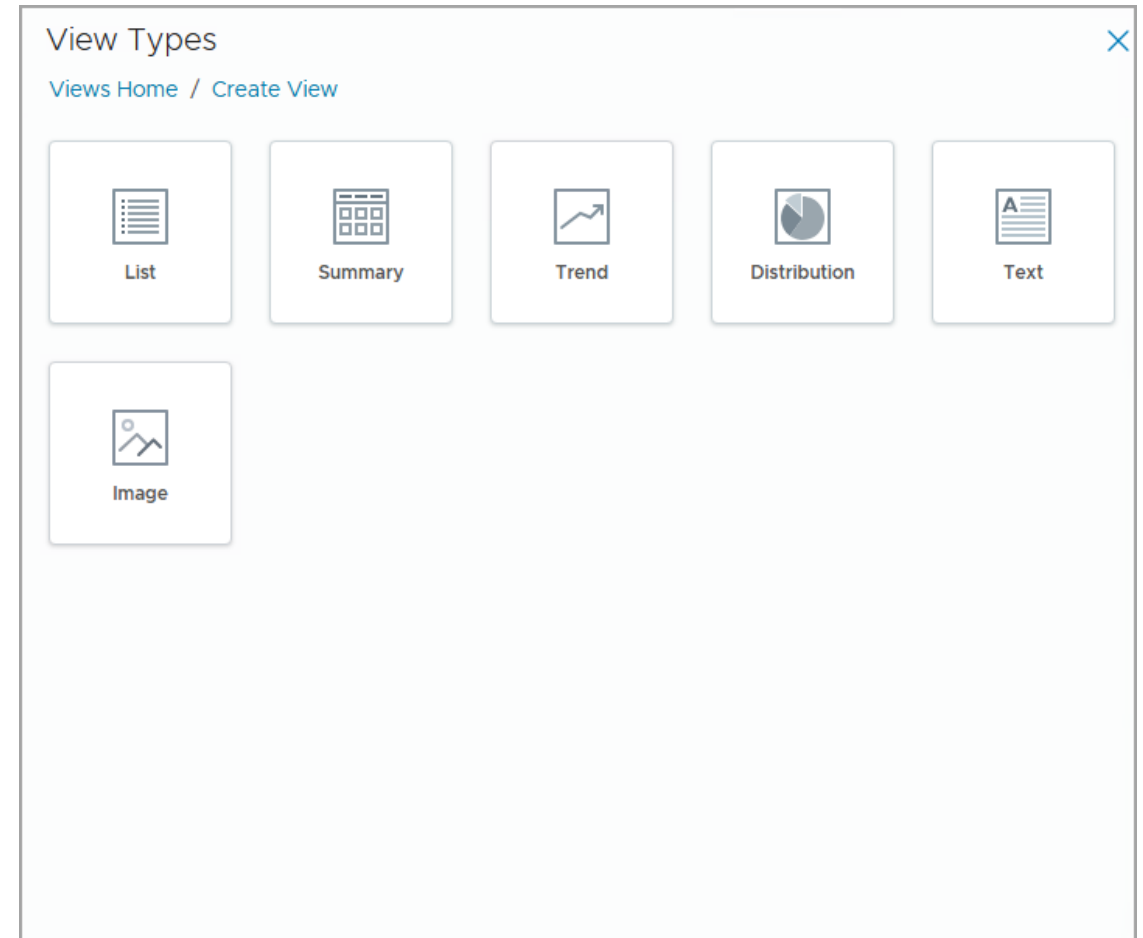 View Types
Views Home / Create View
List
Summary
Trend
Distribution
A
Text
Image